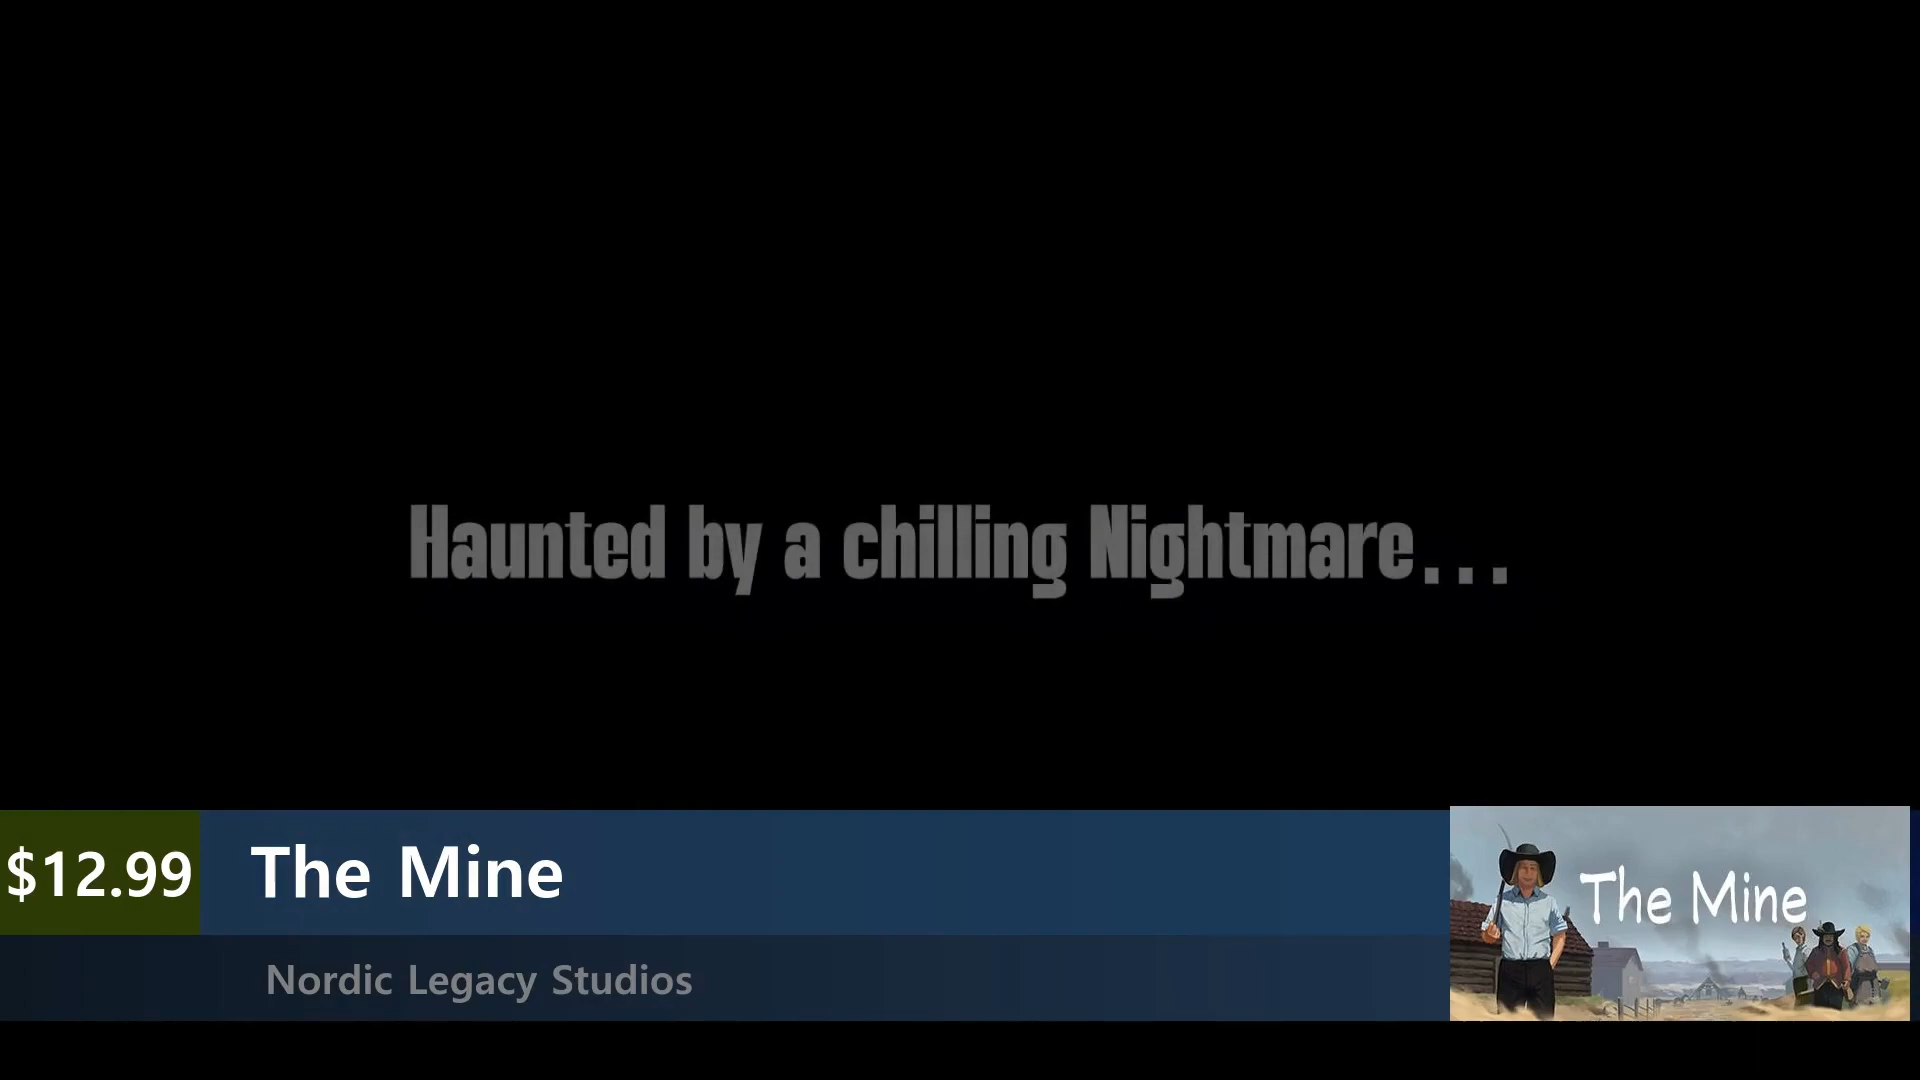 Haunted by a chilling Nightmare...
$12.99
The Mine
Nordic Legacy Studios
The Mine